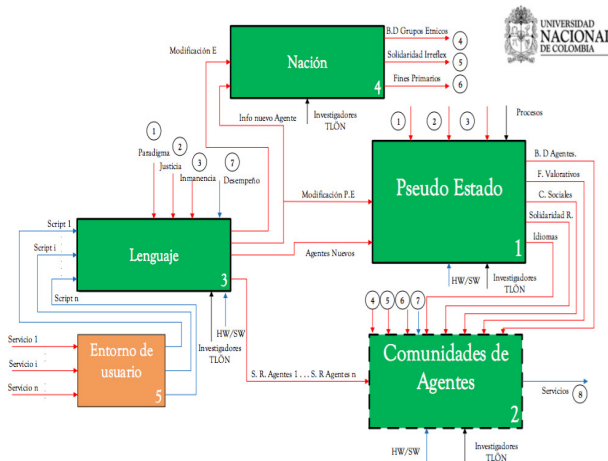 UNIVERSIDAD
NACIONAL
DE COLOMBIA
B.D Grupos Etnicos
4
Modificación E
Nación
Solidaridad Irreflex
5
Fines Primarios
6
4
Info nuevo Agente
Investigadores
TLÖN
Procesos
1
2
3
1
Paradigma
2
Justicia
3
Inmanencia
7
Desempeño
B. D Agentes.
F. Valorativos
C. Sociales
Solidaridad R.
Idiomas
Modificación P.E
Pseudo Estado
1
Script 1
Script i
Script n
Lenguaje
3
Agentes Nuevos
HW/SW
Investigadores
TLÖN
HW/SW
Investigadores
TLÖN
4
5
6
7
Servicio 1
Servicio i
Servicio n
Entorno de
usuario
5
S. R. Agentes 1 . . . S. R Agentes n
Comunidades de
Agentes
2
Servicios
8
HW/SW
Investigadores
TLÖN